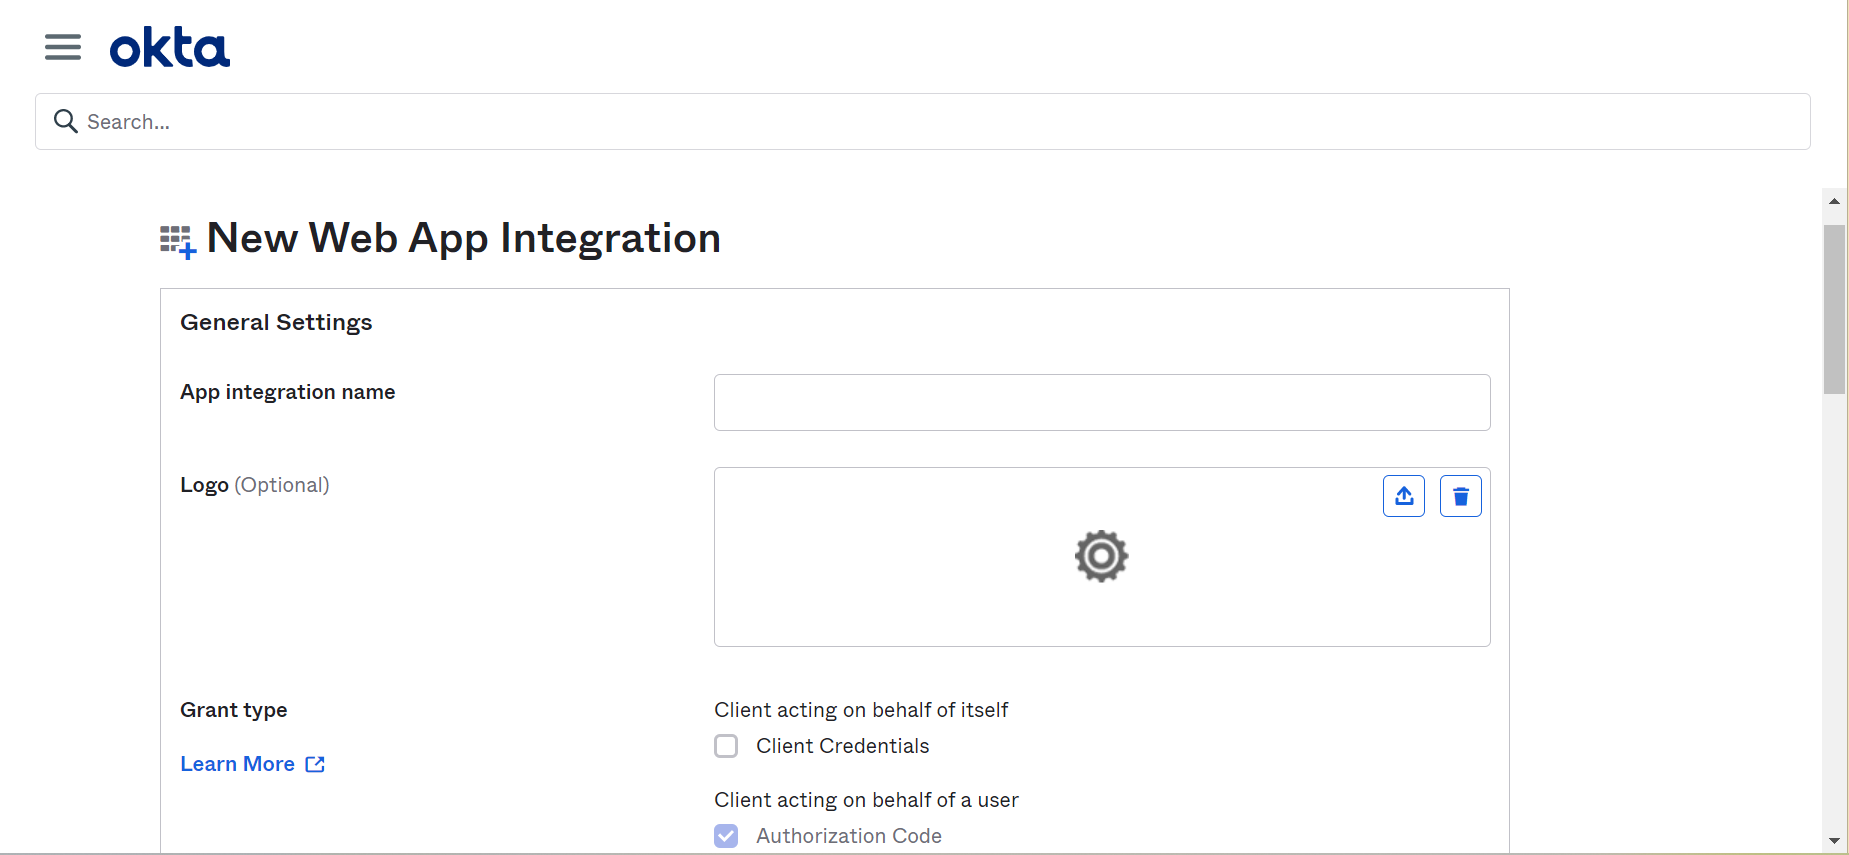 okta
Search...
New Web App Integration
General Settings
App integration name
Logo (Optional)
Grant type
Client acting on behalf of itself
Client Credentials
Learn More
Client acting on behalf of a user
Authorization Code